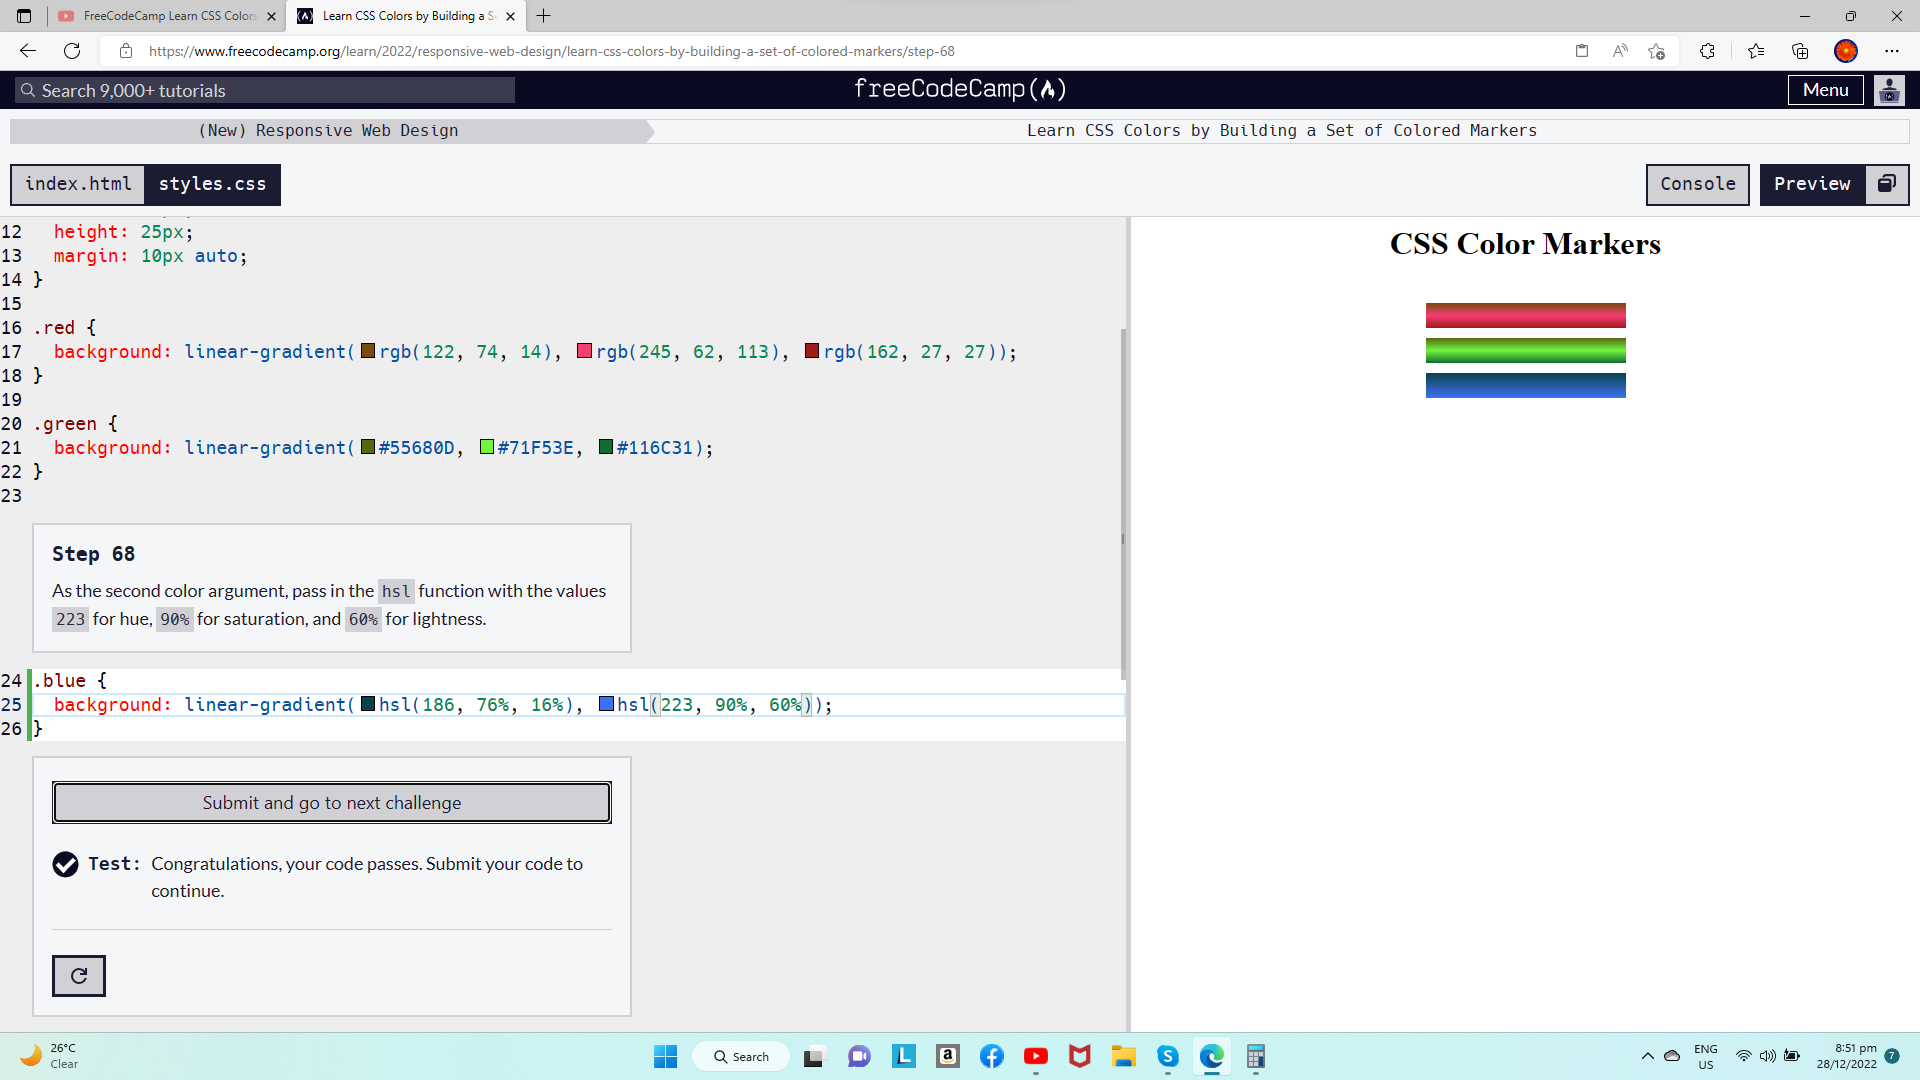 FreeCodeCamp Learn CSS Colors
Learn CSS Colors by Building a Se
https://www.freecodecamp.org/learn/2022/responsive-web-design/learn-css-colors-by-building-a-set-of-colored-markers/step-68
Search 9,000+ tutorials
freeCodeCamp
Menu
(New) Responsive Web Design
Learn CSS Colors by Building a Set of Colored Markers
index.html
styles.css
Console
Preview
12 height: 25px;
13 margin: 10px auto;
14 }
15
16 .red {
17 background: linear-gradient(rgb(122, 74, 14), rgb(245, 62, 113), rgb(162, 27, 27));
18 }
19
20 .green {
21 background: linear-gradient(#55680D, #71F53E, #116C31);
22 }
23
Step 68
As the second color argument, pass in the hsl function with the values
223 for hue, 90% for saturation, and 60% for lightness.
24 .blue {
25 background: linear-gradient(hsl(186, 76%, 16%), hsl(223, 90%, 60%));
26 }
Submit and go to next challenge
Test: Congratulations, your code passes. Submit your code to
continue.
CSS Color Markers
26°C
Clear
Search
ENG
US
8:51 pm
28/12/2022
7